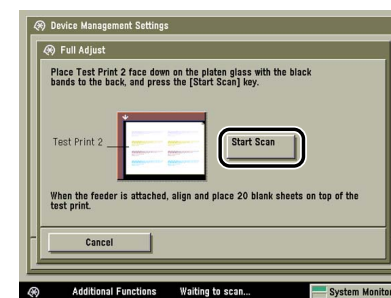 Device Management Settings
Full Adjust
Place Test Print 2 face down on the platen glass with the black
bands to the back, and press the [Start Scan] key.
Test Print 2
Start Scan
When the feeder is attached, align and place 20 blank sheets on top of the
test print.
Cancel
Additional Functions Waiting to scan... System Monitor